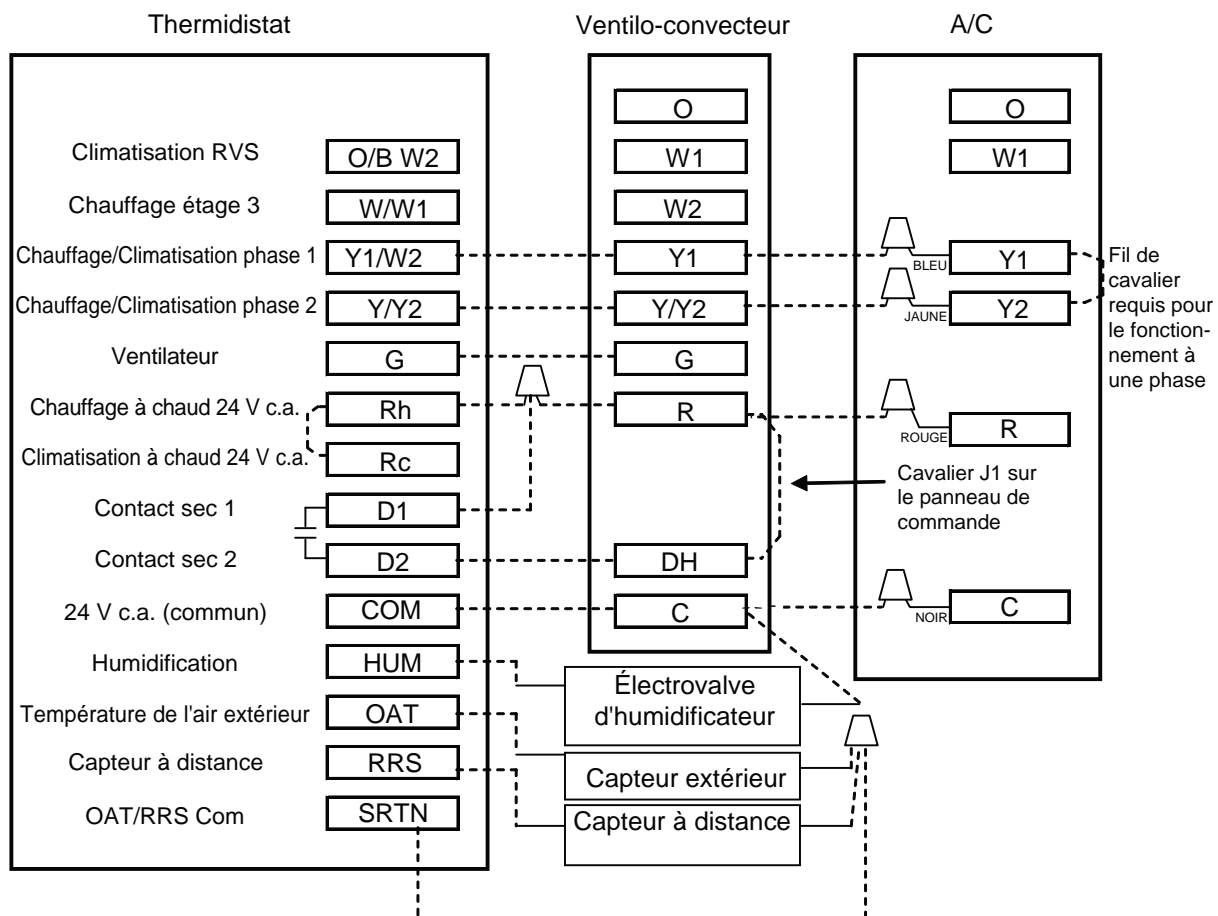 Thermidistat
Ventilo-convecteur
A/C
O
O
Climatisation RVS
O/B W2
W1
W1
Chauffage étage 3
W/W1
W2
Chauffage/Climatisation phase 1
Y1/W2
Y1
BLEU
Y1
Chauffage/Climatisation phase 2
Y/Y2
Y/Y2
JAUNE
Y2
Fil de
cavalier
requis pour
le fonction-
nement à
une phase
Ventilateur
G
G
Chauffage à chaud 24 V c.a.
Rh
R
ROUGE
R
Climatisation à chaud 24 V c.a.
Rc
Cavalier J1 sur
le panneau de
commande
Contact sec 1
D1
Contact sec 2
D2
DH
24 V c.a. (commun)
COM
C
NOIR
C
Humidification
HUM
Électrovalve
d'humidificateur
Température de l'air extérieur
OAT
Capteur extérieur
Capteur à distance
RRS
Capteur à distance
OAT/RRS Com
SRTN